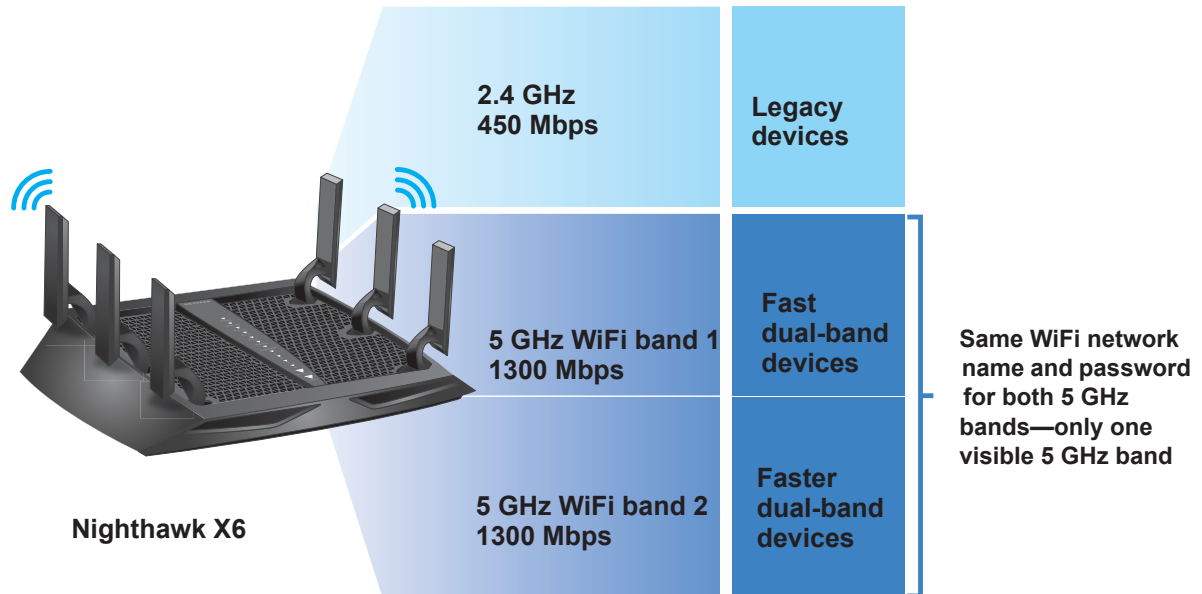 2.4 GHz
450 Mbps
Legacy
devices
5 GHz WiFi band 1
1300 Mbps
Fast
dual-band
devices
5 GHz WiFi band 2
1300 Mbps
Faster
dual-band
devices
Same WiFi network
name and password
for both 5 GHz
bands—only one
visible 5 GHz band
Nighthawk X6